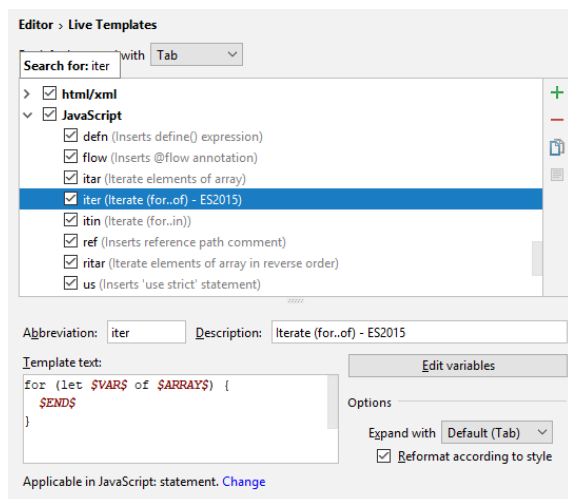 Editor › Live Templates
with Tab
Search for: iter
html/xml
JavaScript
defn (Inserts define() expression)
flow (Inserts @flow annotation)
itar (Iterate elements of array)
iter (Iterate (for..of) - ES2015)
itin (Iterate (for..in))
ref (Inserts reference path comment)
ritar (Iterate elements of array in reverse order)
us (Inserts 'use strict' statement)
Abbreviation: iter Description: Iterate (for..of) - ES2015
Template text: Edit variables
for (let $VAR$ of $ARRAY$) {
$END$
}
Options
Expand with Default (Tab)
Reformat according to style
Applicable in JavaScript: statement. Change